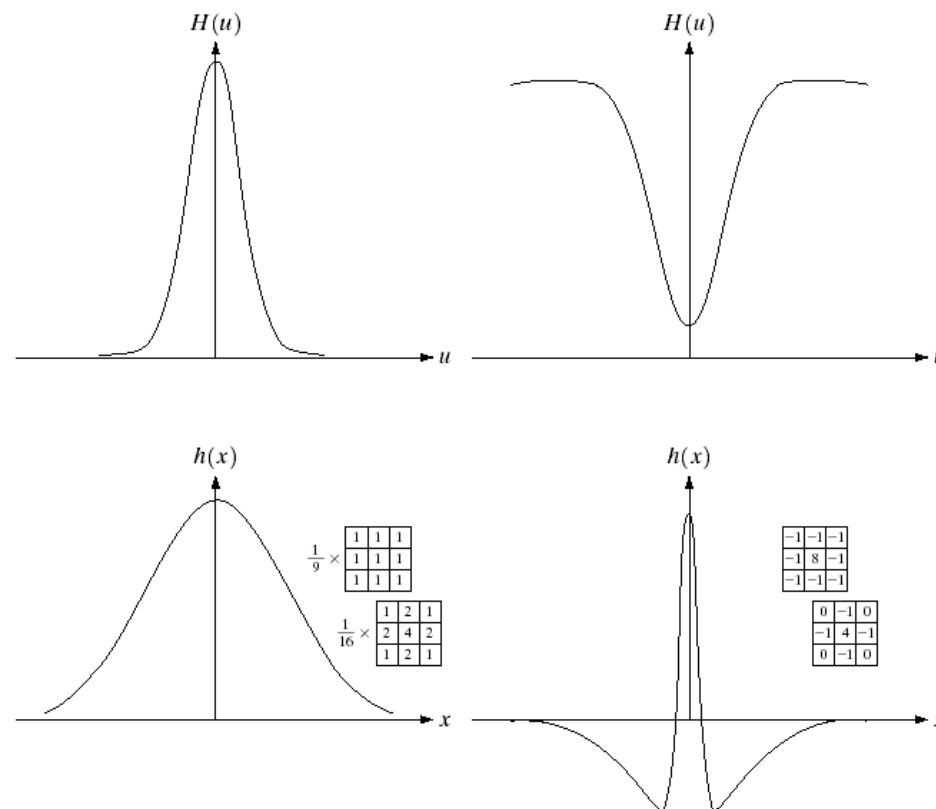 H(u)
H(u)
u
h(x)
h(x)
1/9 ×
1 1 1
1 1 1
1 1 1
1/16 ×
1 2 1
2 4 2
1 2 1
−1 −1 −1
−1 8 −1
−1 −1 −1
0 −1 0
−1 4 −1
0 −1 0
x